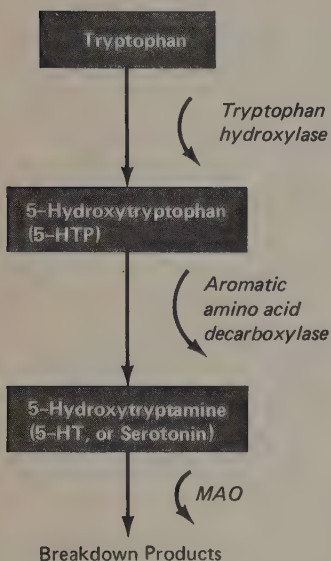 Tryptophan
Tryptophan
hydroxylase
5-Hydroxytryptophan
(5-HTP)
Aromatic
amino acid
decarboxylase
5-Hydroxytryptamine
(5-HT, or Serotonin)
MAO
Breakdown Products